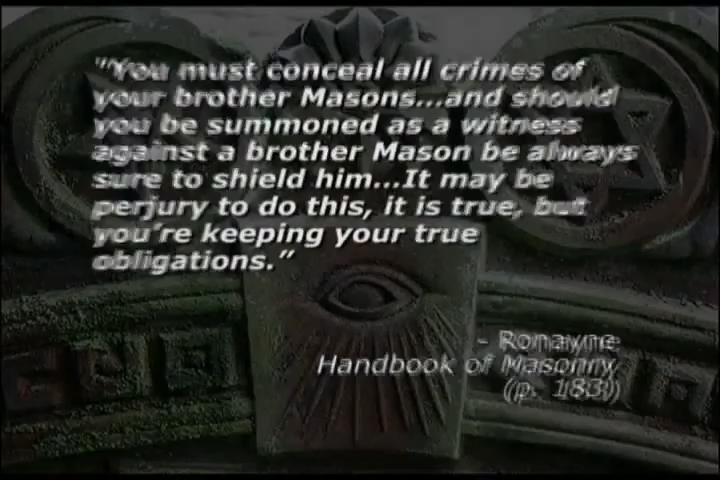 "You must conceal all crimes of
your brother Masons...and should
you be summoned as a witness
against a brother Mason be always
sure to shield him...It may be
perjury to do this, it is true, but
you're keeping your true
obligations."
- Ronayne
Handbook of Masonry
(p. 183)